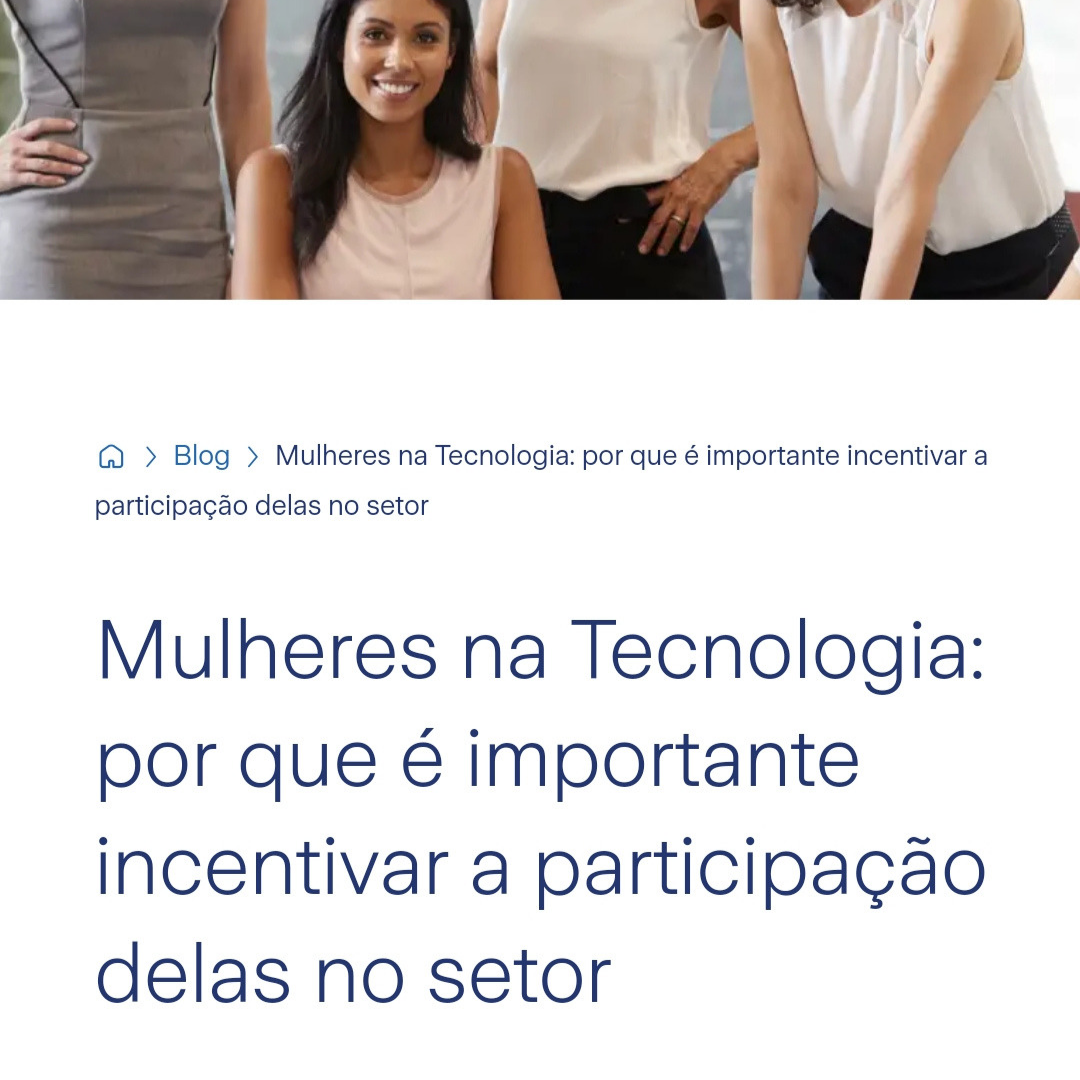 Blog Mulheres na Tecnologia: por que é importante incentivar a
participação delas no setor
Mulheres na Tecnologia:
por que é importante
incentivar a participação
delas no setor